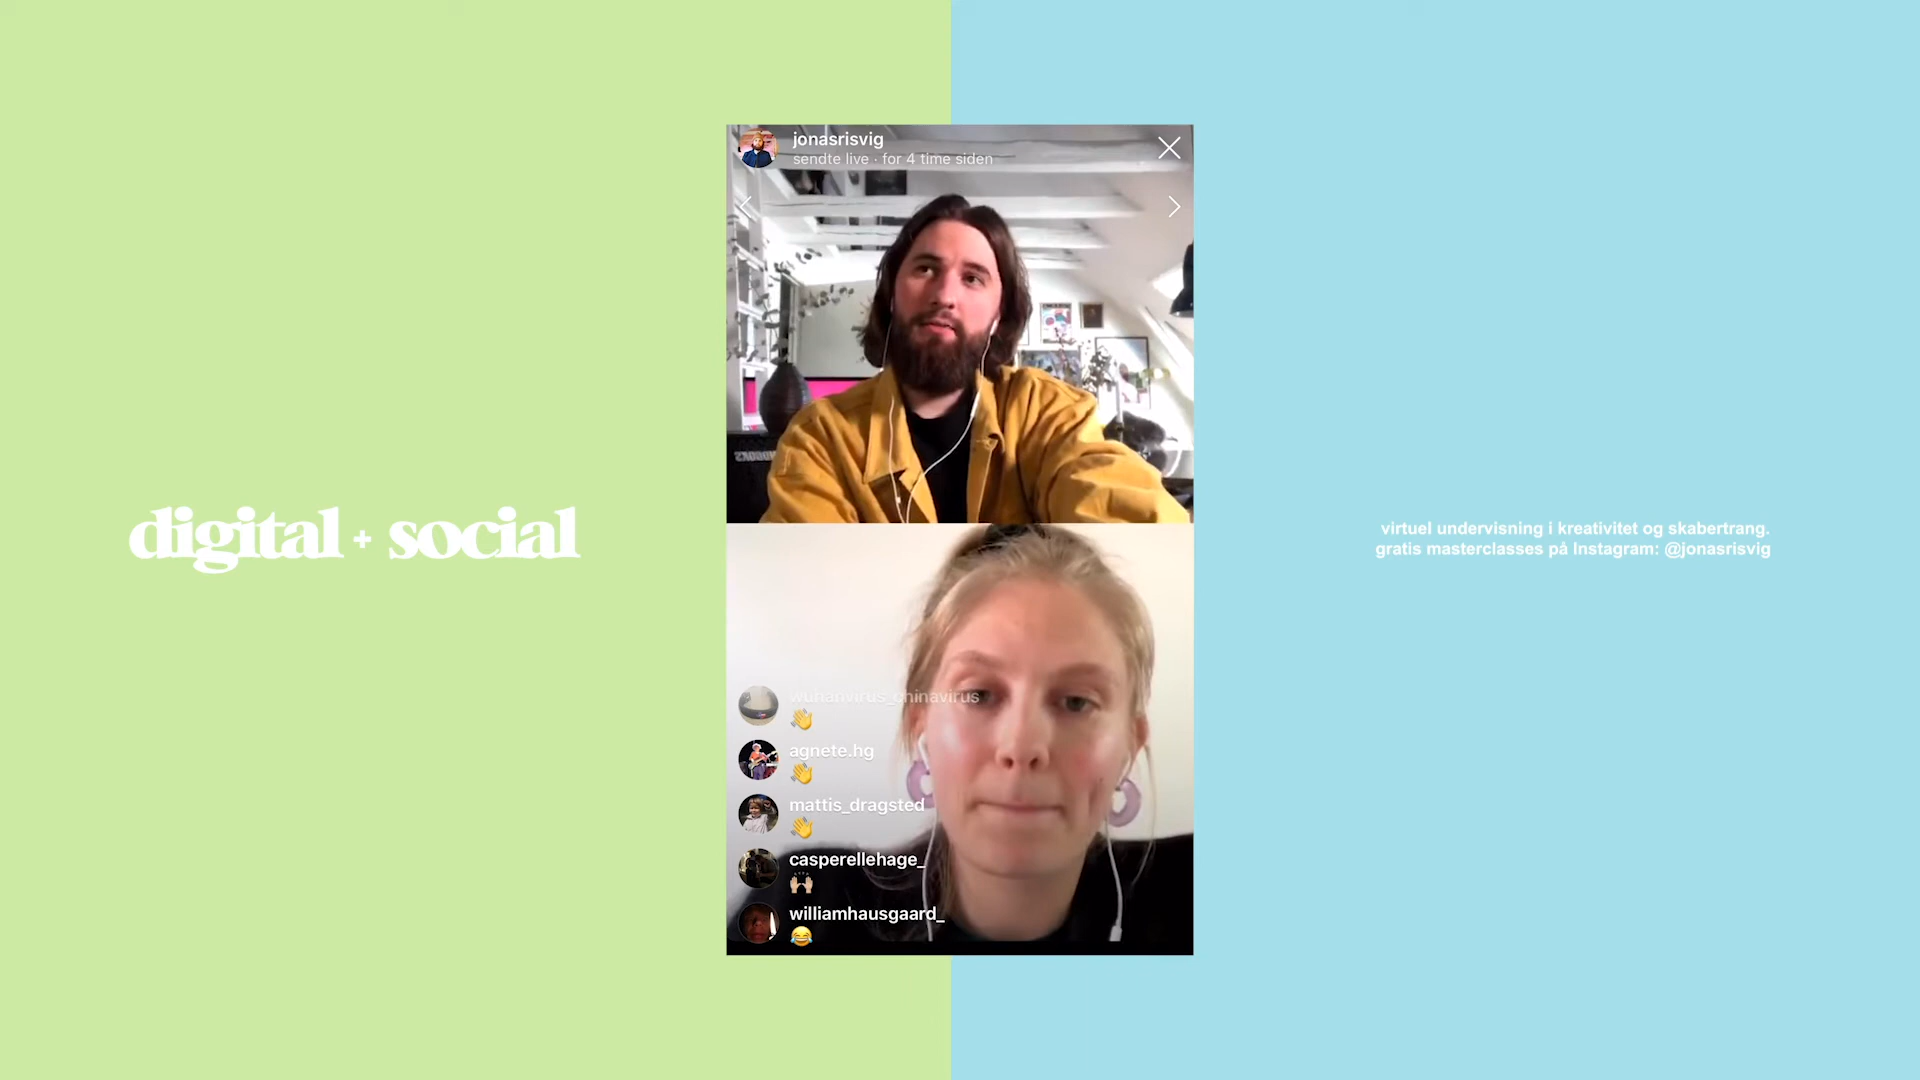 jonasrisvig
sendte live · for 4 time siden
digital + social
virtuel undervisning i kreativitet og skabertrang.
gratis masterclasses på Instagram: @jonasrisvig
wuhanvirus_chinavirus
👋
agnete.hg
👋
mattis_dragsted
👋
casperellehage_
🙌🏼
williamhausgaard_
😂